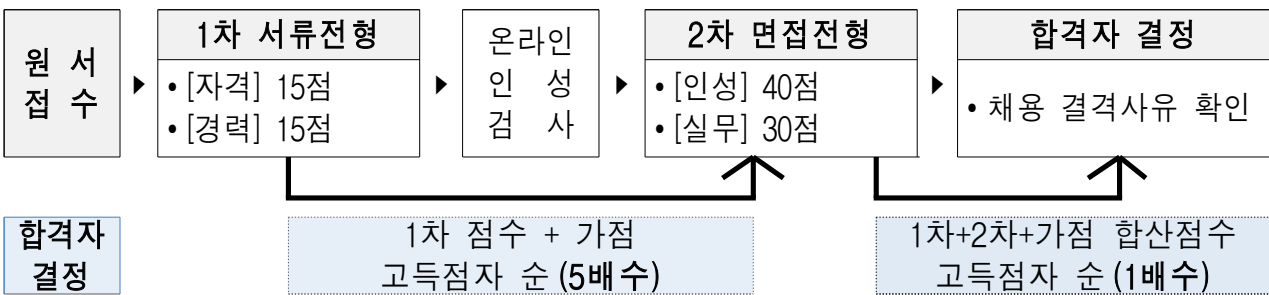 원 서
접 수
▶
1차 서류전형
• [자격] 15점
• [경력] 15점
▶
온라인
인 성
검 사
▶
2차 면접전형
• [인성] 40점
• [실무] 30점
▶
합격자 결정
• 채용 결격사유 확인
합격자
결정
1차 점수 + 가점
고득점자 순 (5배수)
1차+2차+가점 합산점수
고득점자 순 (1배수)